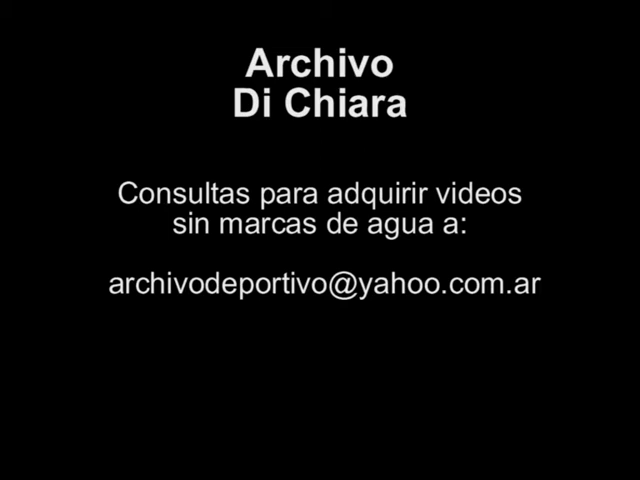 Archivo
Di Chiara
Consultas para adquirir videos
sin marcas de agua a:
archivodeportivo@yahoo.com.ar